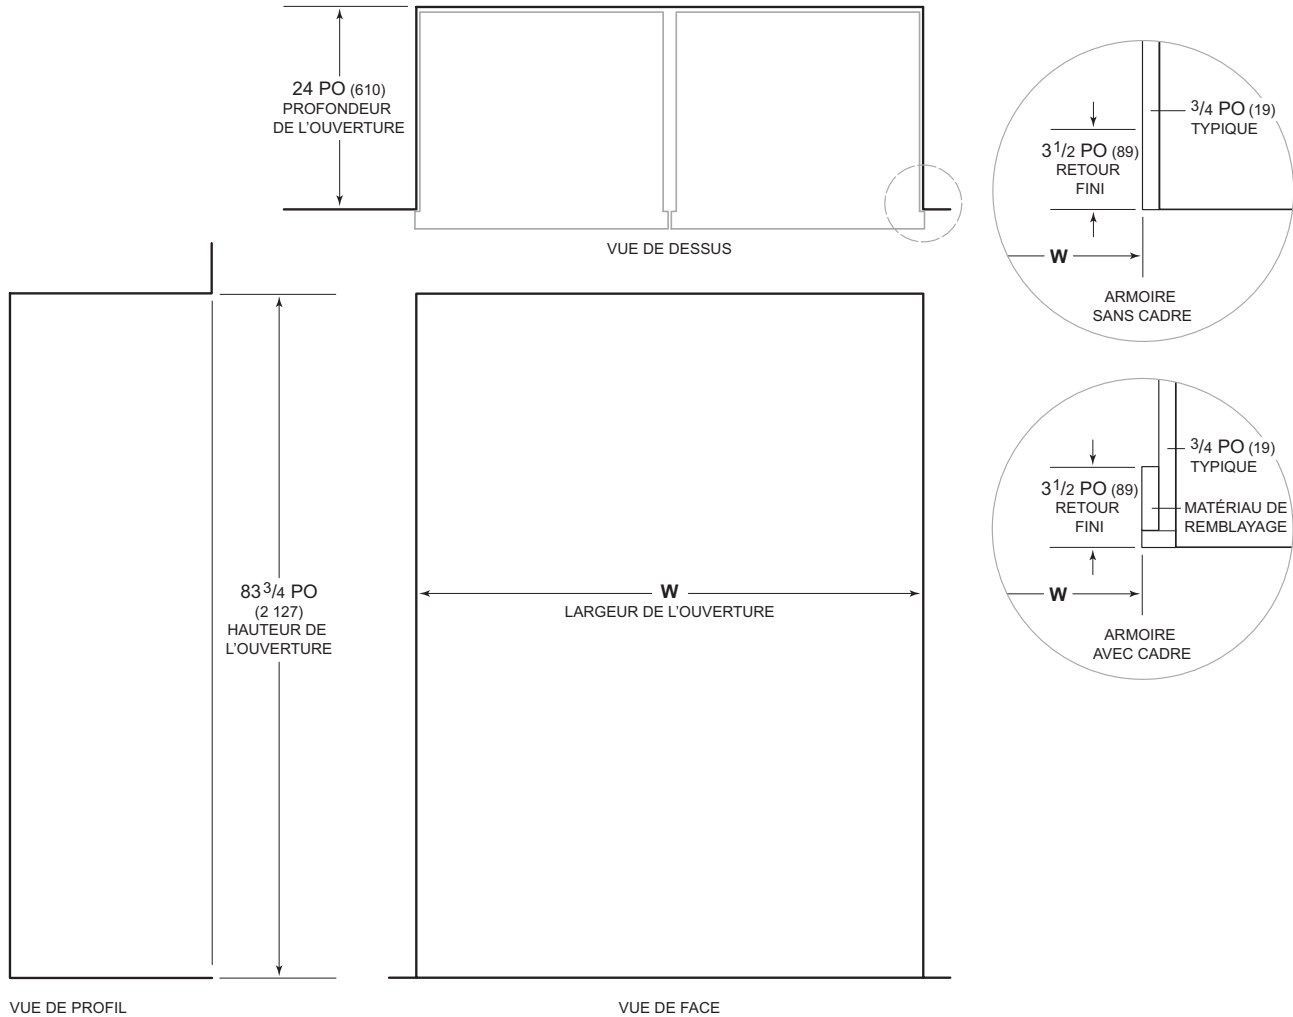 24 PO (610)
PROFONDEUR
DE L'OUVERTURE
VUE DE DESSUS
3/4 PO (19)
TYPIQUE
3 1/2 PO (89)
RETOUR
FINI
W
ARMOIRE
SANS CADRE
83 3/4 PO
(2 127)
HAUTEUR DE
L'OUVERTURE
W
LARGEUR DE L'OUVERTURE
3/4 PO (19)
TYPIQUE
3 1/2 PO (89)
RETOUR
FINI
MATÉRIAU DE
REMBLAYAGE
W
ARMOIRE
AVEC CADRE
VUE DE PROFIL
VUE DE FACE